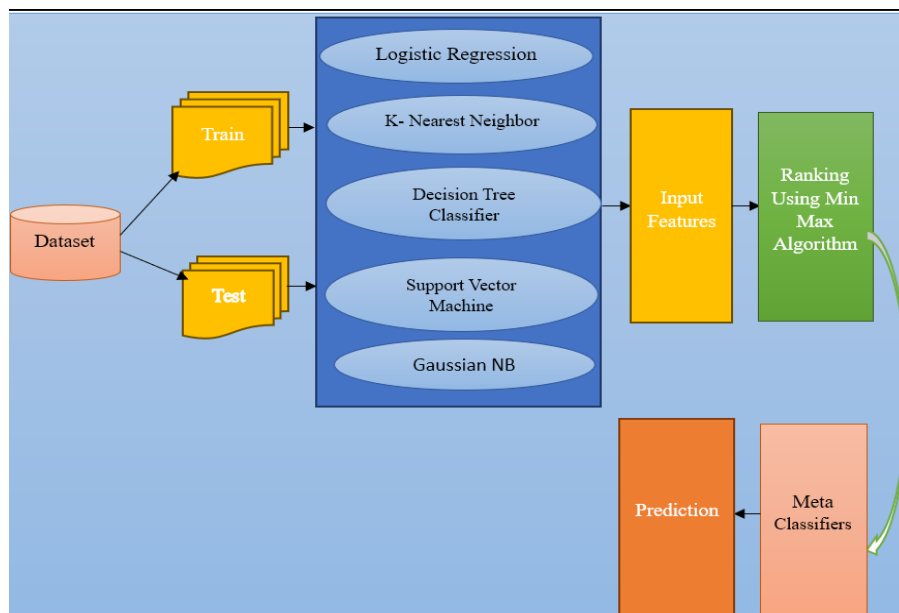 Dataset
Train
Test
Logistic Regression
K- Nearest Neighbor
Decision Tree
Classifier
Support Vector
Machine
Gaussian NB
Input
Features
Ranking
Using Min
Max
Algorithm
Meta
Classifiers
Prediction